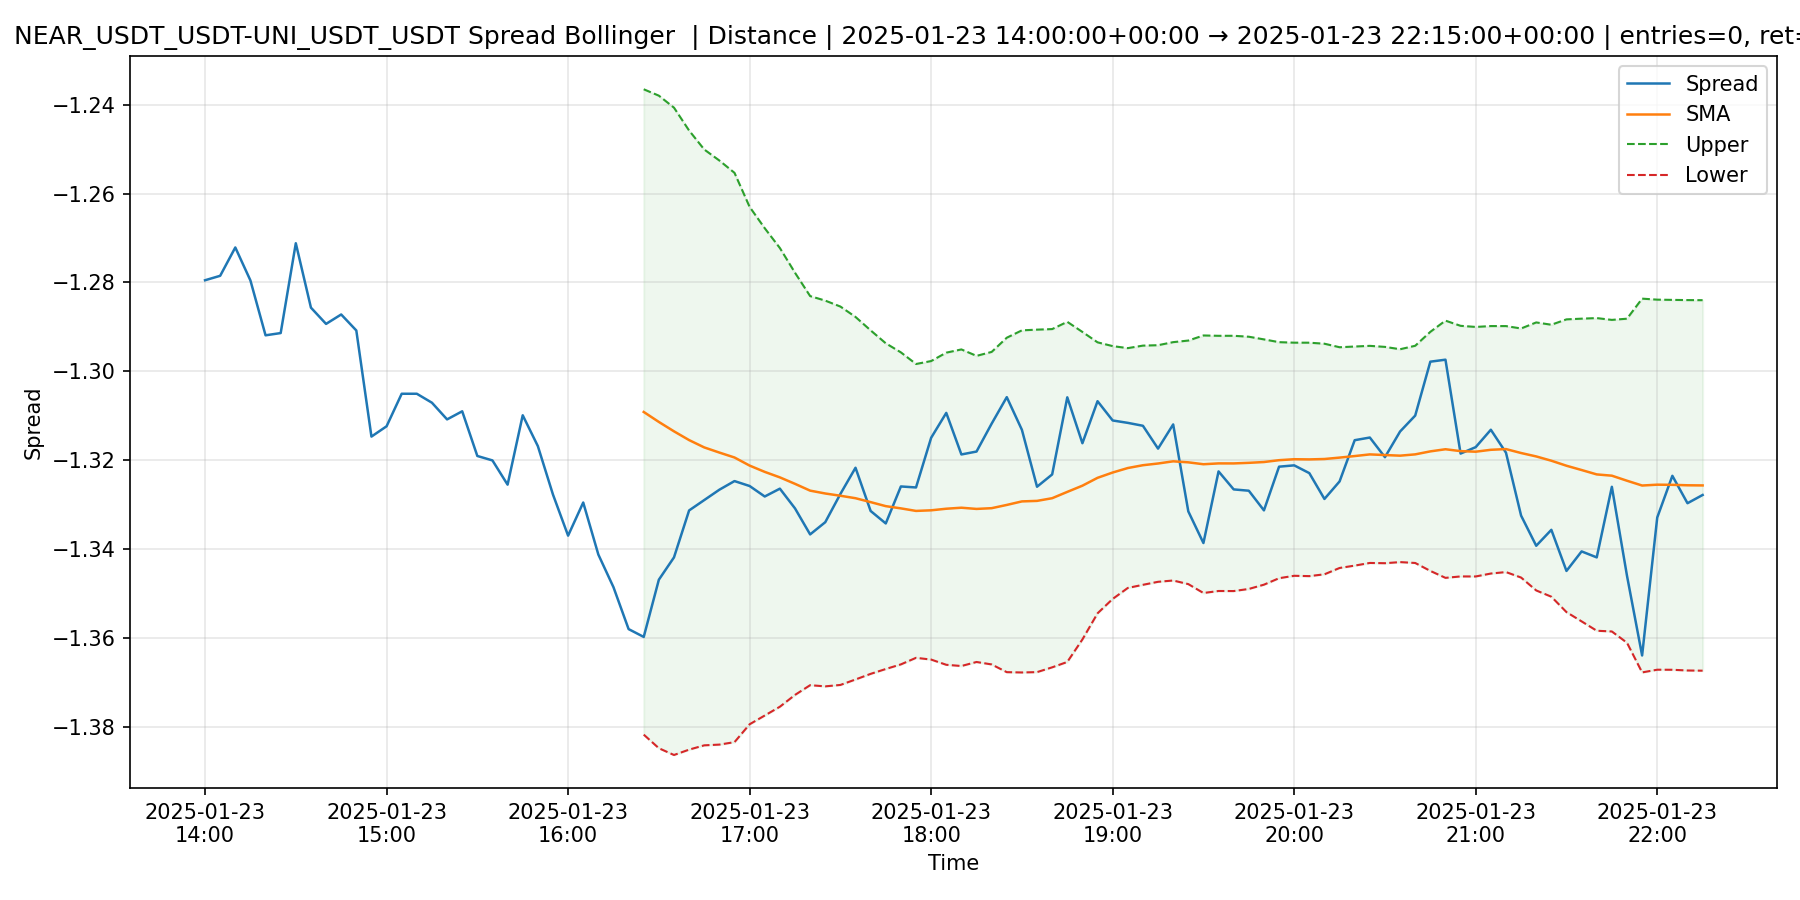 NEAR_USDT_USDT-UNI_USDT_USDT Spread Bollinger | Distance | 2025-01-23 14:00:00+00:00 → 2025-01-23 22:15:00+00:00 | entries=0, ret=
Spread
SMA
Upper
Lower
−1.24
−1.26
−1.28
−1.30
−1.32
−1.34
−1.36
−1.38
Spread
2025-01-23 2025-01-23 2025-01-23 2025-01-23 2025-01-23 2025-01-23 2025-01-23 2025-01-23 2025-01-23
14:00 15:00 16:00 17:00 18:00 19:00 20:00 21:00 22:00
Time